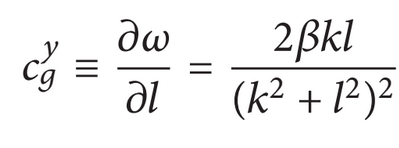 c_g^y ≡ ∂ω/∂l = 2βkl/(k² + l²)²